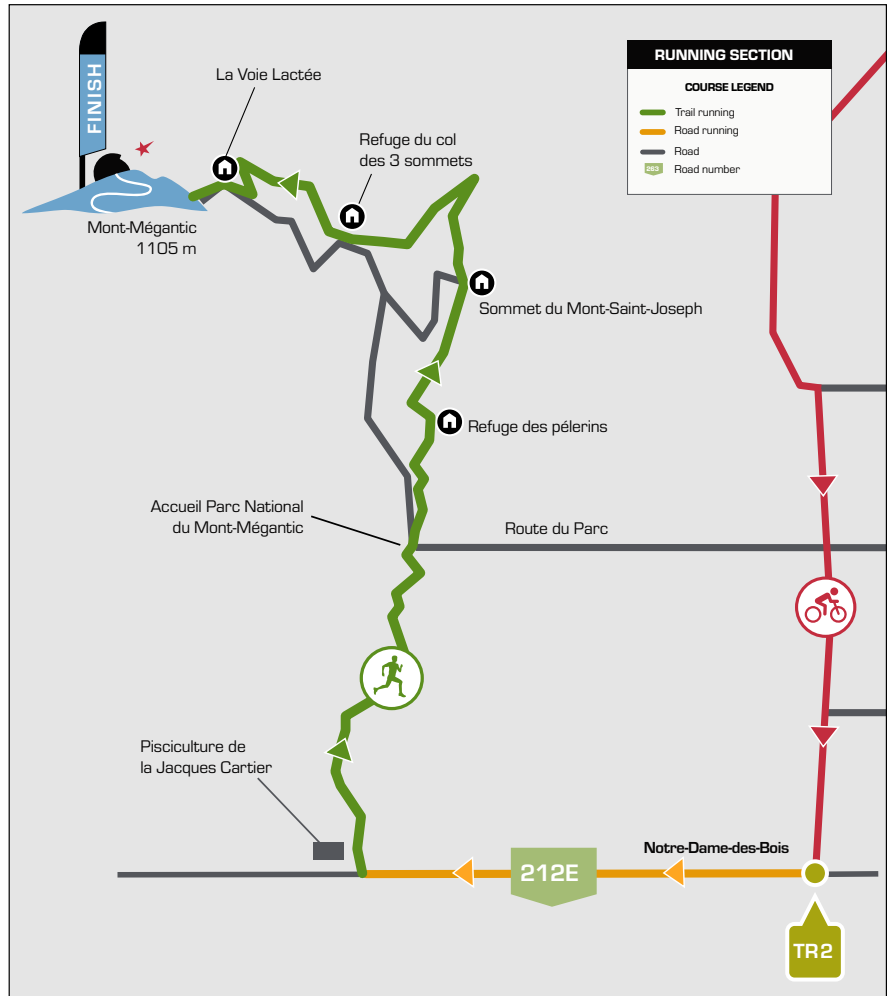 FINISH
La Voie Lactée
Refuge du col
des 3 sommets
Mont-Mégantic
1105 m
RUNNING SECTION
COURSE LEGEND
Trail running
Road running
Road
263
Road number
Sommet du Mont-Saint-Joseph
Refuge des pélerins
Accueil Parc National
du Mont-Mégantic
Route du Parc
Pisciculture de
la Jacques Cartier
Notre-Dame-des-Bois
212E
TR2